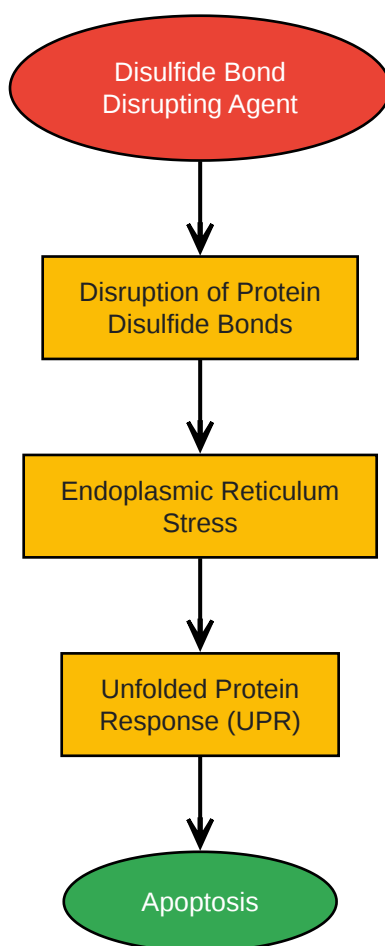 Disulfide Bond
Disrupting Agent
Disruption of Protein
Disulfide Bonds
Endoplasmic Reticulum
Stress
Unfolded Protein
Response (UPR)
Apoptosis